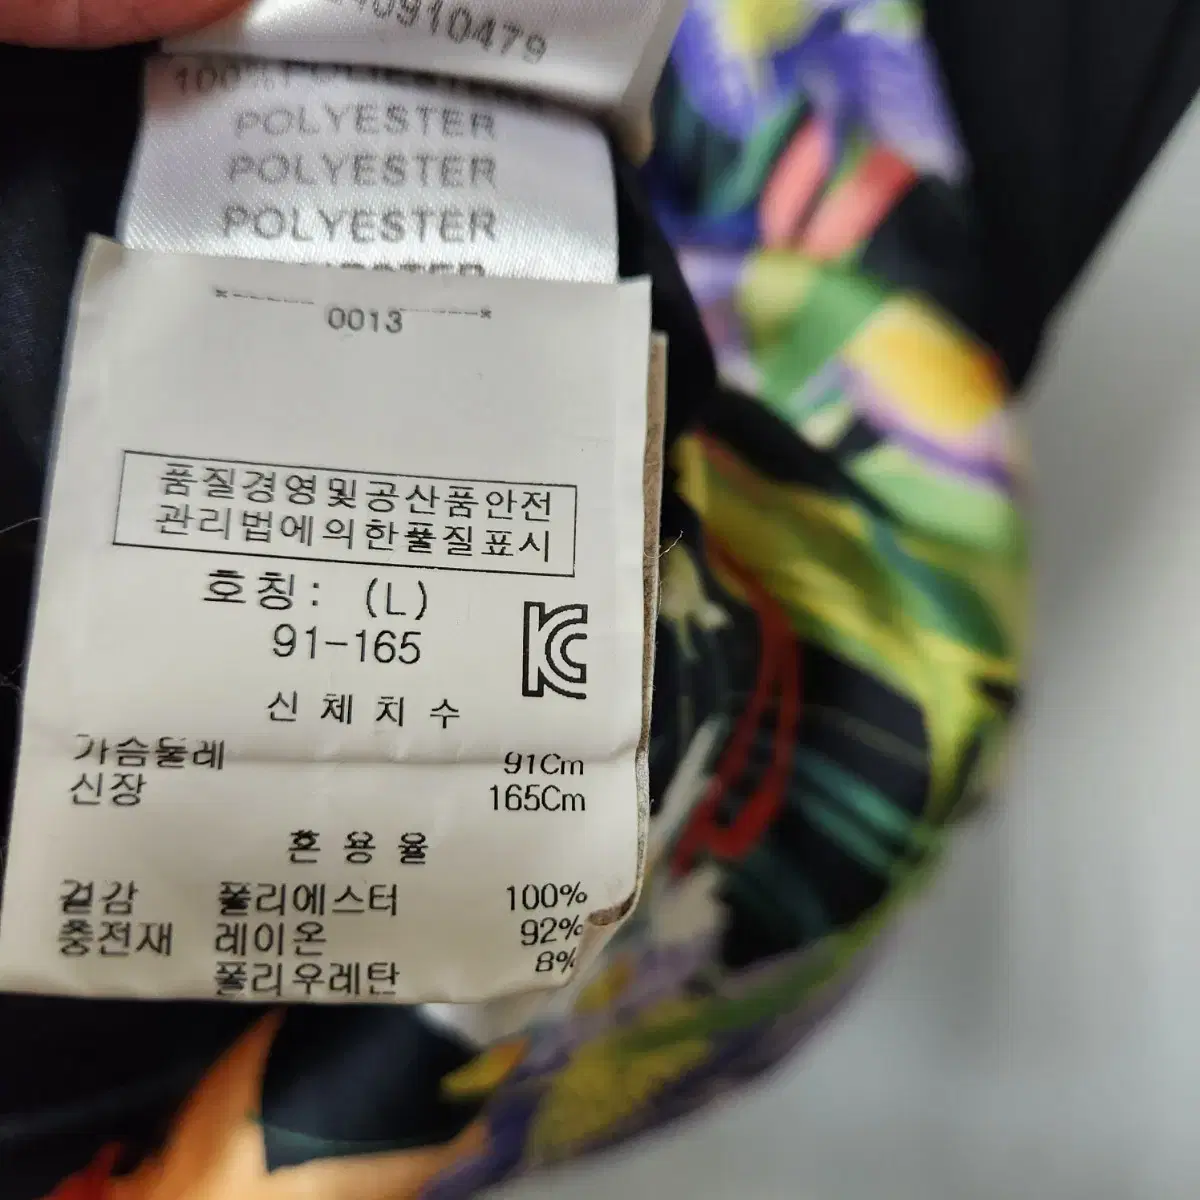 0910479
100%POLYESTER
POLYESTER
POLYESTER
POLYESTER
0013
품질경영및공산품안전
관리법에의한품질표시
호칭: (L)
91-165
신체치수
가슴둘레 91Cm
신장 165Cm
혼용율
겉감 폴리에스터 100%
충전재 레이온 92%
폴리우레탄 8%